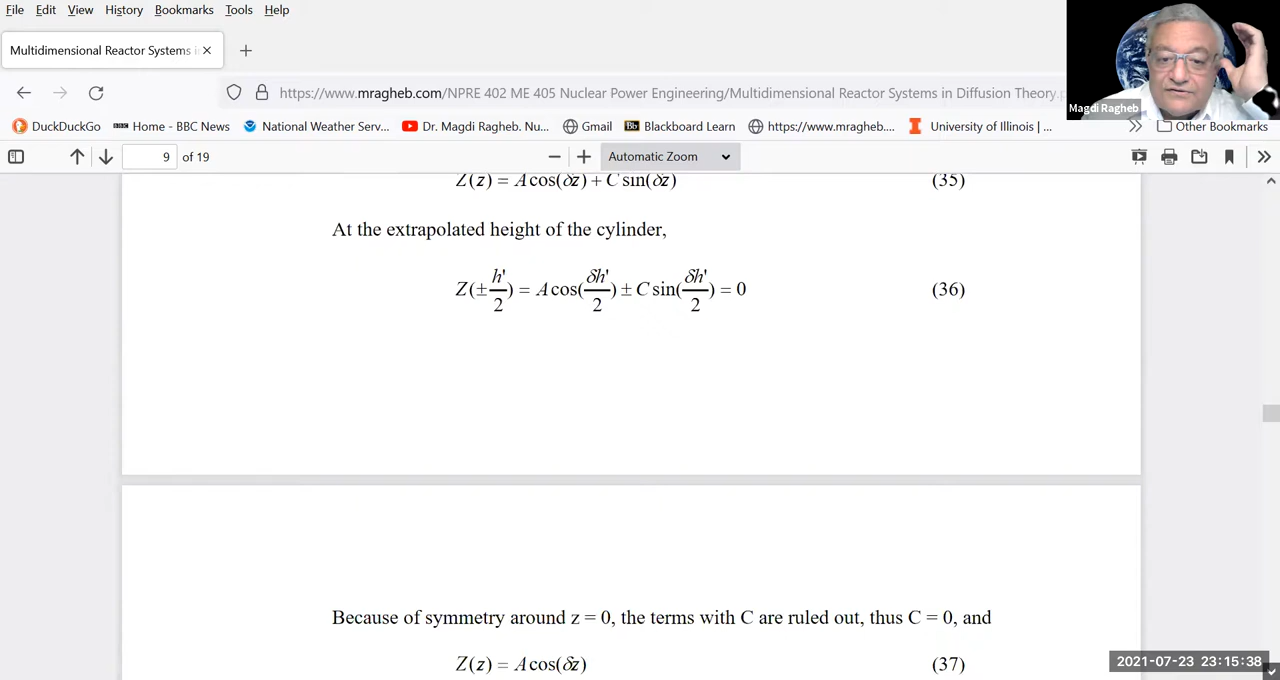 File Edit View History Bookmarks Tools Help
Multidimensional Reactor Systems i
https://www.mragheb.com/NPRE 402 ME 405 Nuclear Power Engineering/Multidimensional Reactor Systems in Diffusion Theory.p
Magdi Ragheb
DuckDuckGo BBC Home - BBC News National Weather Serv... Dr. Magdi Ragheb. Nu... Gmail Bb Blackboard Learn https://www.mragheb.... University of Illinois | ... Other Bookmarks
9 of 19 Automatic Zoom
Z(z) = A cos(δz) + C sin(δz) (35)
At the extrapolated height of the cylinder,
Z(± h'/2) = A cos(δh'/2) ± C sin(δh'/2) = 0 (36)
Because of symmetry around z = 0, the terms with C are ruled out, thus C = 0, and
Z(z) = A cos(δz) (37)
2021-07-23 23:15:38